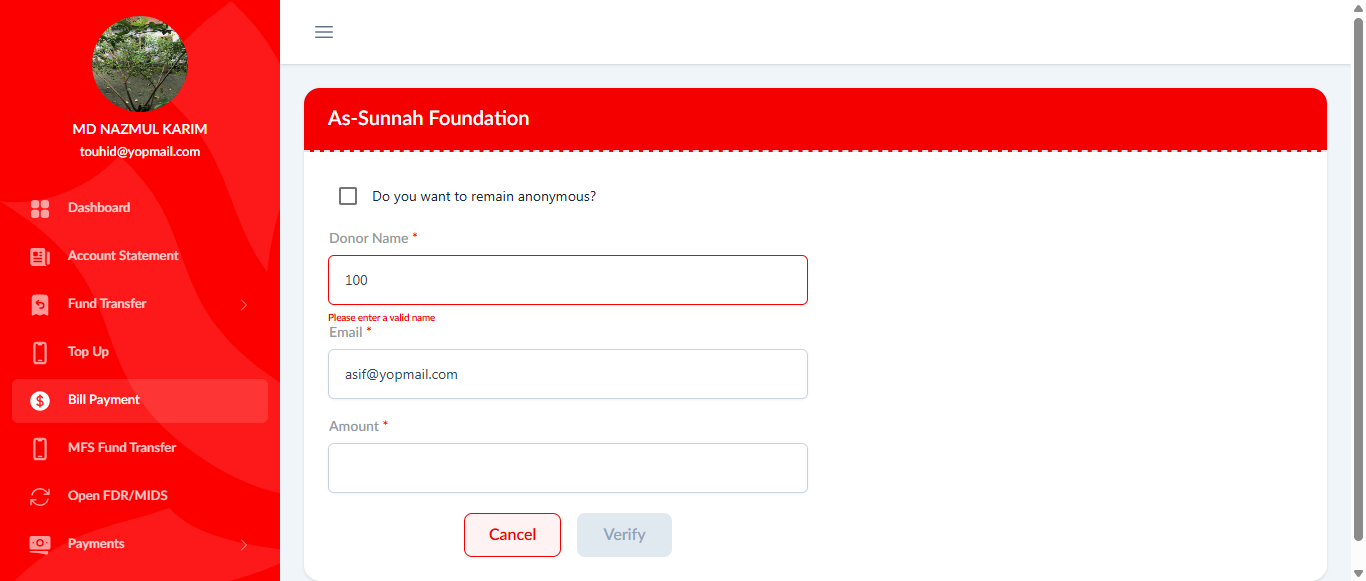 MD NAZMUL KARIM
touhid@yopmail.com
Dashboard
Account Statement
Fund Transfer
Top Up
Bill Payment
MFS Fund Transfer
Open FDR/MIDS
Payments
As-Sunnah Foundation
Do you want to remain anonymous?
Donor Name *
100
Please enter a valid name
Email *
asif@yopmail.com
Amount *
Cancel Verify